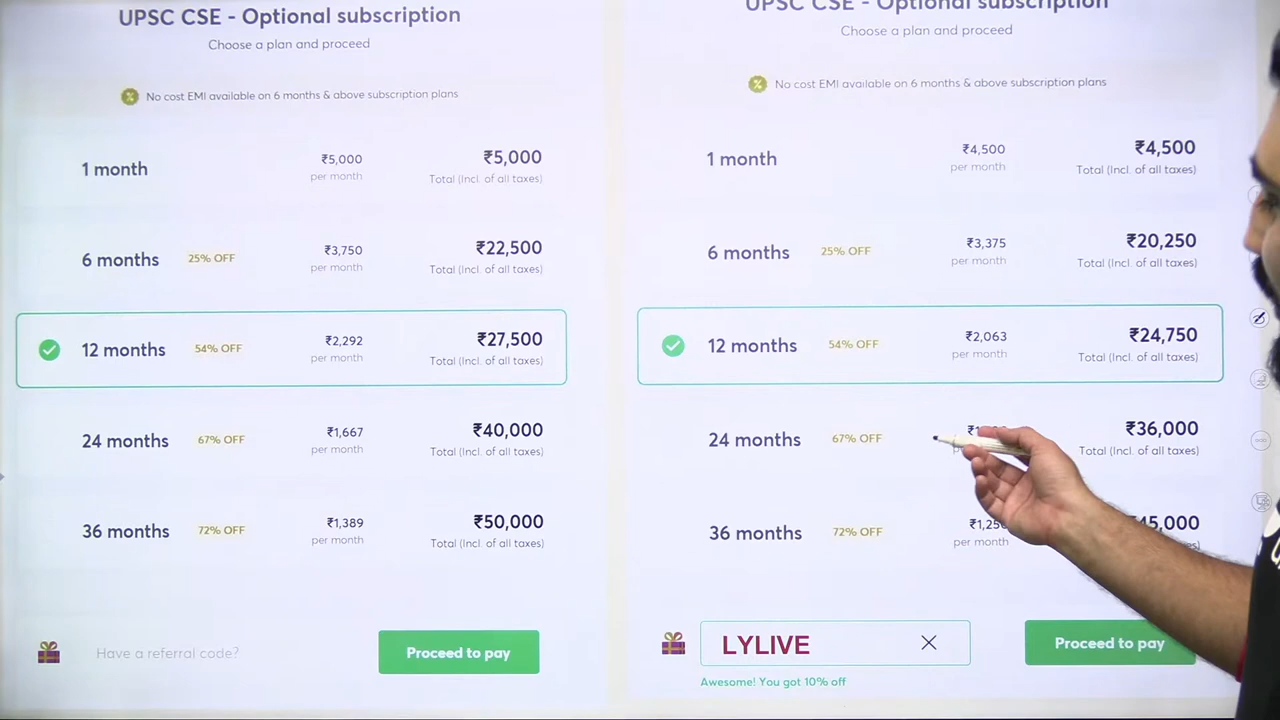 UPSC CSE - Optional subscription
Choose a plan and proceed
No cost EMI available on 6 months & above subscription plans
1 month
₹5,000
per month
₹5,000
Total (Incl. of all taxes)
6 months
25% OFF
₹3,750
per month
₹22,500
Total (Incl. of all taxes)
12 months
54% OFF
₹2,292
per month
₹27,500
Total (Incl. of all taxes)
24 months
67% OFF
₹1,667
per month
₹40,000
Total (Incl. of all taxes)
36 months
72% OFF
₹1,389
per month
₹50,000
Total (Incl. of all taxes)
Have a referral code?
Proceed to pay
UPSC CSE - Optional subscription
Choose a plan and proceed
No cost EMI available on 6 months & above subscription plans
1 month
₹4,500
per month
₹4,500
Total (Incl. of all taxes)
6 months
25% OFF
₹3,375
per month
₹20,250
Total (Incl. of all taxes)
12 months
54% OFF
₹2,063
per month
₹24,750
Total (Incl. of all taxes)
24 months
67% OFF
₹36,000
Total (Incl. of all taxes)
36 months
72% OFF
per month
45,000
taxes)
LYLIVE
Proceed to pay
Awesome! You got 10% off